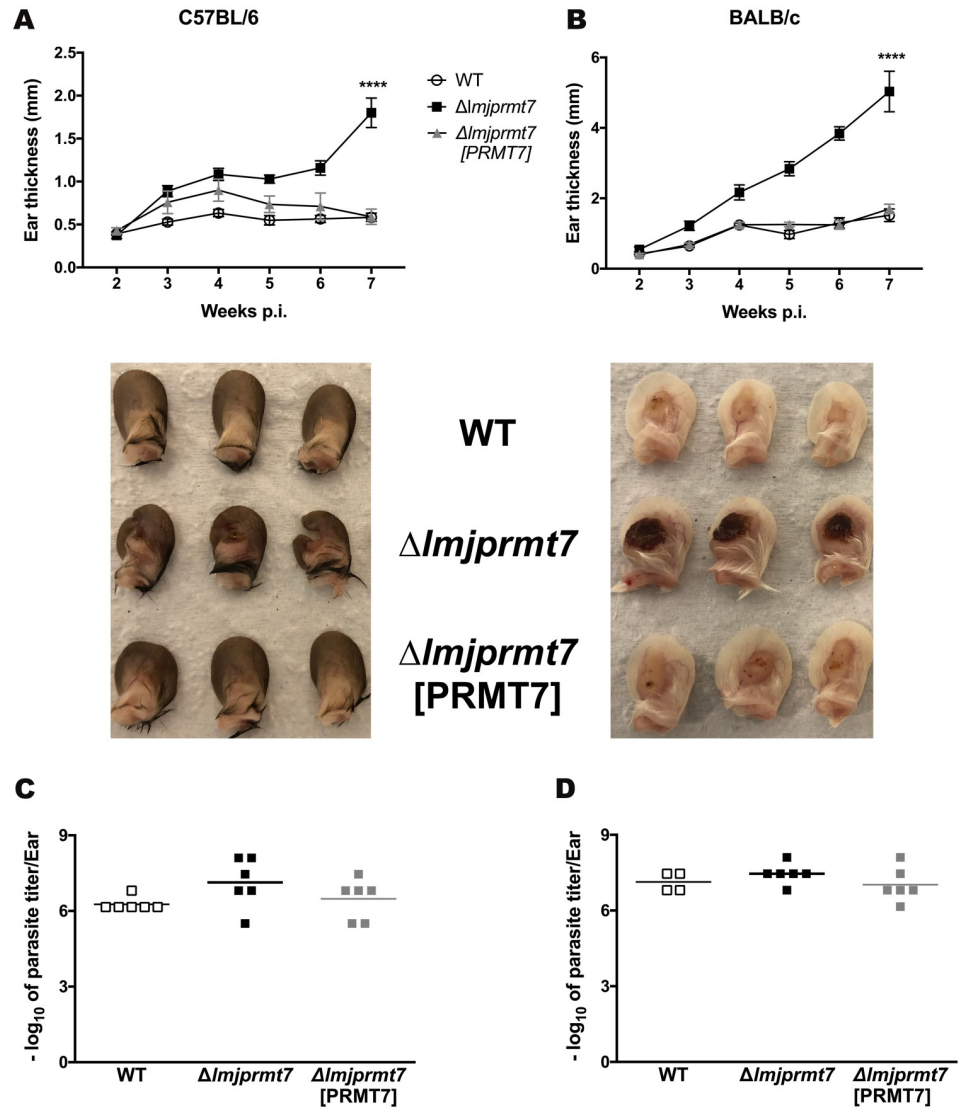 A
C57BL/6
Ear thickness (mm)
2.5
2.0
1.5
1.0
0.5
0.0
****
2 3 4 5 6 7
Weeks p.i.
WT
Δlmjprmt7
Δlmjprmt7
[PRMT7]
B
BALB/c
Ear thickness (mm)
6
4
2
0
****
2 3 4 5 6 7
Weeks p.i.
WT
Δlmjprmt7
Δlmjprmt7
[PRMT7]
C
- log10 of parasite titer/Ear
9
6
3
0
WT Δlmjprmt7 Δlmjprmt7
[PRMT7]
D
- log10 of parasite titer/Ear
9
6
3
0
WT Δlmjprmt7 Δlmjprmt7
[PRMT7]